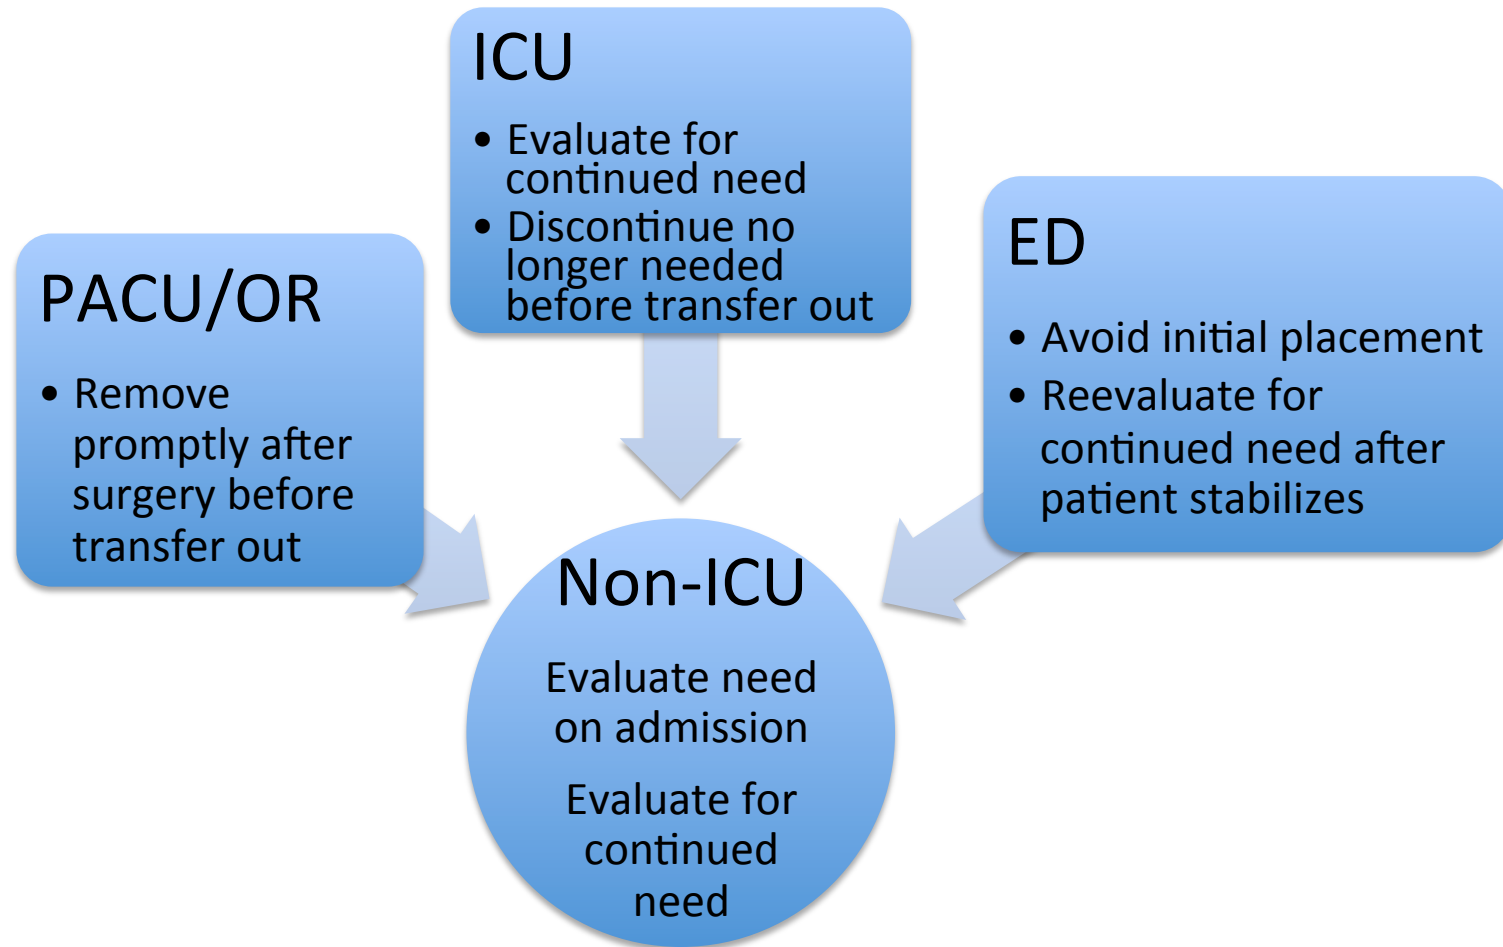 PACU/OR
• Remove
promptly after
surgery before
transfer out
ICU
• Evaluate for
continued need
• Discontinue no
longer needed
before transfer out
ED
• Avoid initial placement
• Reevaluate for
continued need after
patient stabilizes
Non-ICU
Evaluate need
on admission
Evaluate for
continued
need